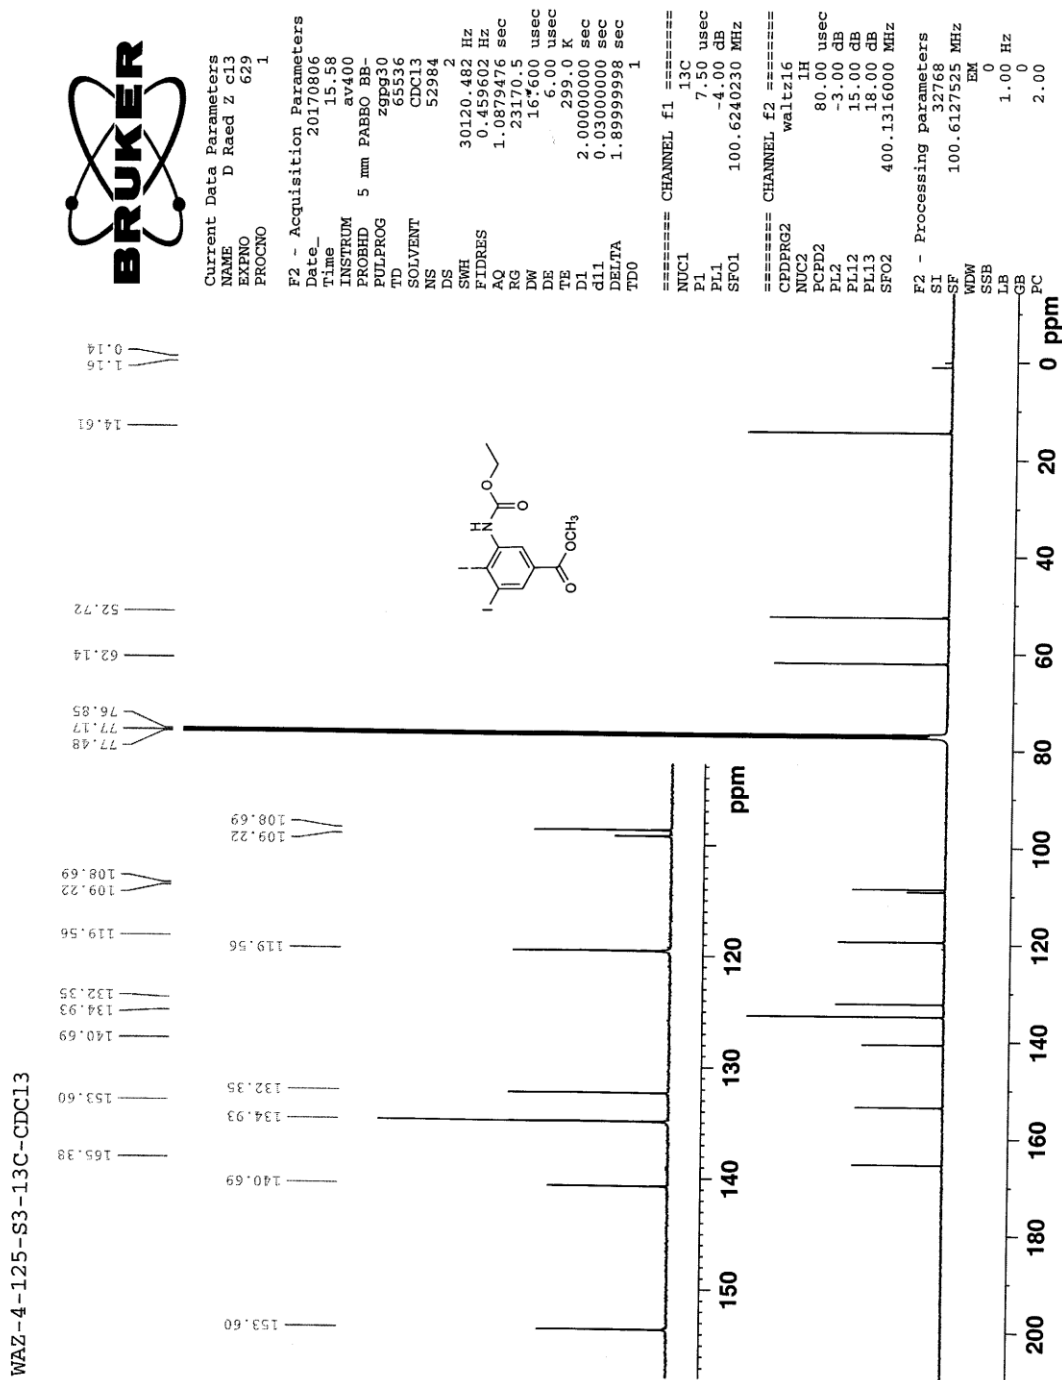 WAZ-4-125-S3-13C-CDCl3
165.38
153.60
140.69
134.93
132.35
119.56
109.22
108.69
77.48
77.17
76.85
62.14
52.72
14.61
1.16
0.14
153.60
140.69
134.93
132.35
119.56
109.22
108.69
150
140
130
120
ppm
I
I
H
N
O
O
O
OCH3
200
180
160
140
120
100
80
60
40
20
0 ppm
BRUKER
Current Data Parameters
NAME D Raed Z c13
EXPNO 629
PROCNO 1
F2 - Acquisition Parameters
Date_ 20170806
Time 15.58
INSTRUM av400
PROBHD 5 mm PABBO BB-
PULPROG zgpg30
TD 65536
SOLVENT CDCl3
NS 52984
DS 2
SWH 30120.482 Hz
FIDRES 0.459602 Hz
AQ 1.0879476 sec
RG 23170.5
DW 16.600 usec
DE 6.00 usec
TE 299.0 K
D1 2.00000000 sec
d11 0.03000000 sec
DELTA 1.89999998 sec
TD0 1
======== CHANNEL f1 ========
NUC1 13C
P1 7.50 usec
PL1 -4.00 dB
SFO1 100.6240230 MHz
======== CHANNEL f2 ========
CPDPRG2 waltz16
NUC2 1H
PCPD2 80.00 usec
PL2 -3.00 dB
PL12 15.00 dB
PL13 18.00 dB
SFO2 400.1316000 MHz
F2 - Processing parameters
SI 32768
SF 100.6127525 MHz
WDW EM
SSB 0
LB 1.00 Hz
GB 0
PC 2.00